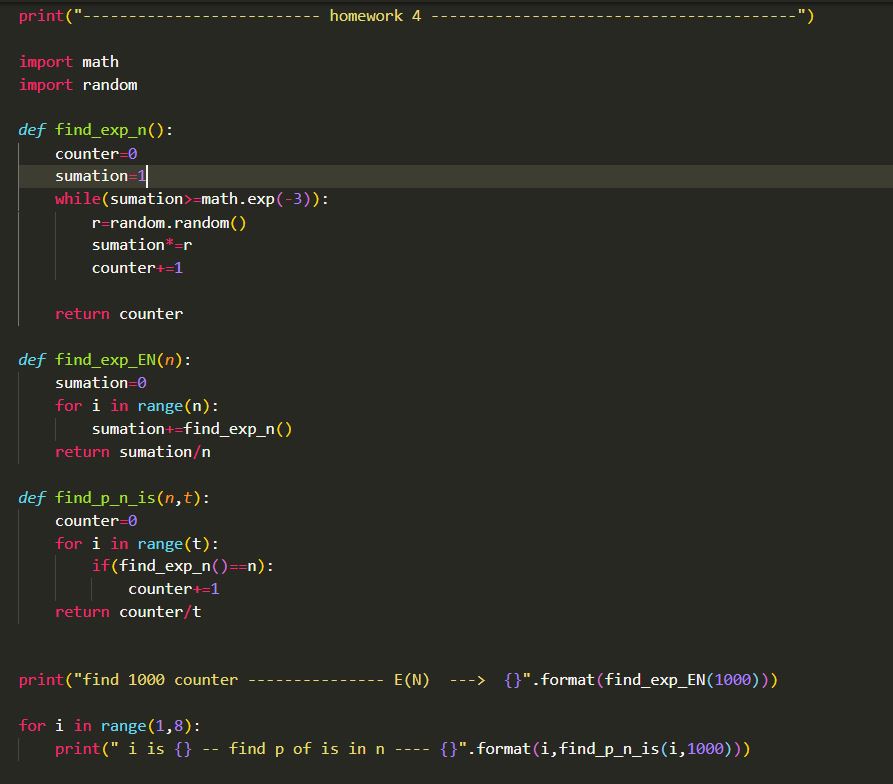 print("-------------------------- homework 4 ----------------------------------------")
import math
import random
def find_exp_n():
    counter=0
    sumation=1
    while(sumation>=math.exp(-3)):
        r=random.random()
        sumation*=r
        counter+=1
    return counter
def find_exp_EN(n):
    sumation=0
    for i in range(n):
        sumation+=find_exp_n()
    return sumation/n
def find_p_n_is(n,t):
    counter=0
    for i in range(t):
        if(find_exp_n()==n):
            counter+=1
    return counter/t
print("find 1000 counter --------------- E(N)  --->  {}".format(find_exp_EN(1000)))
for i in range(1,8):
    print(" i is {} -- find p of is in n ---- {}".format(i,find_p_n_is(i,1000)))